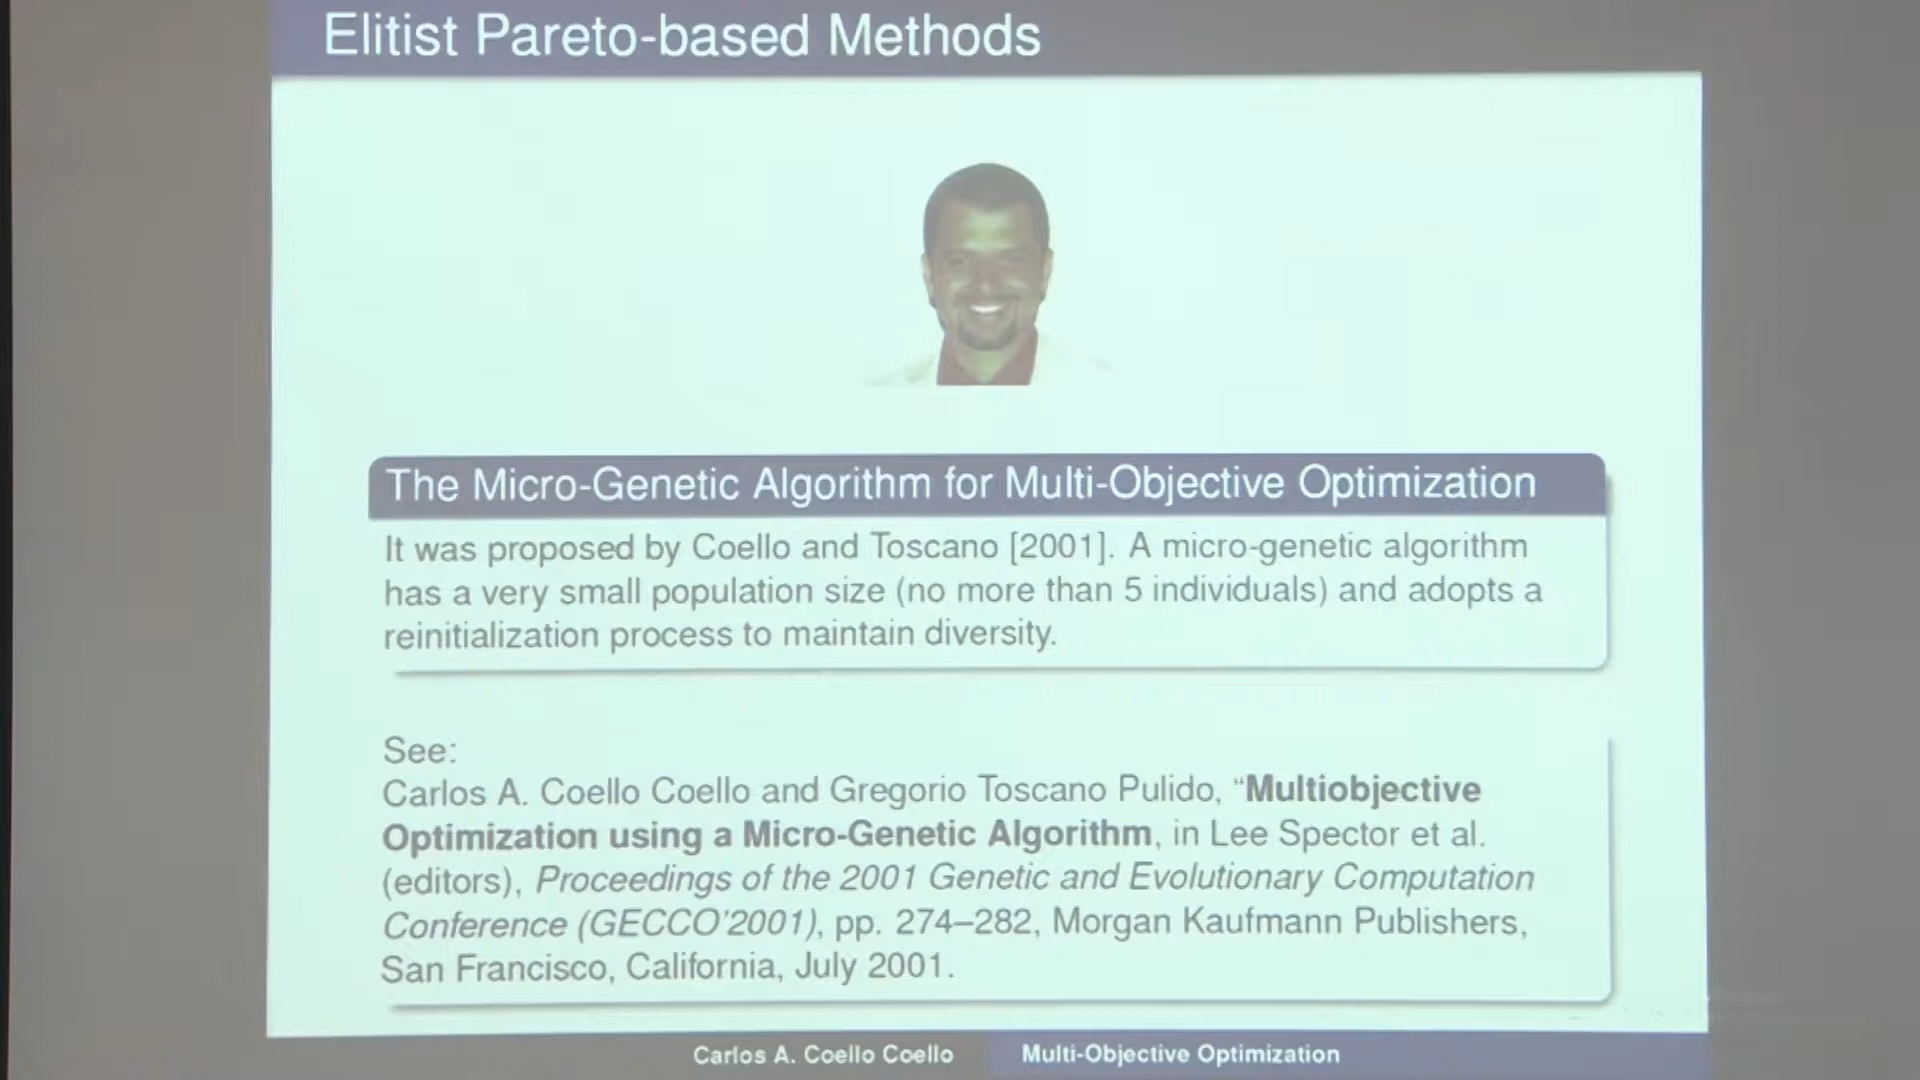 Elitist Pareto-based Methods
The Micro-Genetic Algorithm for Multi-Objective Optimization
It was proposed by Coello and Toscano [2001]. A micro-genetic algorithm
has a very small population size (no more than 5 individuals) and adopts a
reinitialization process to maintain diversity.
See:
Carlos A. Coello Coello and Gregorio Toscano Pulido, “Multiobjective
Optimization using a Micro-Genetic Algorithm, in Lee Spector et al.
(editors), Proceedings of the 2001 Genetic and Evolutionary Computation
Conference (GECCO'2001), pp. 274–282, Morgan Kaufmann Publishers,
San Francisco, California, July 2001.
Carlos A. Coello Coello Multi-Objective Optimization